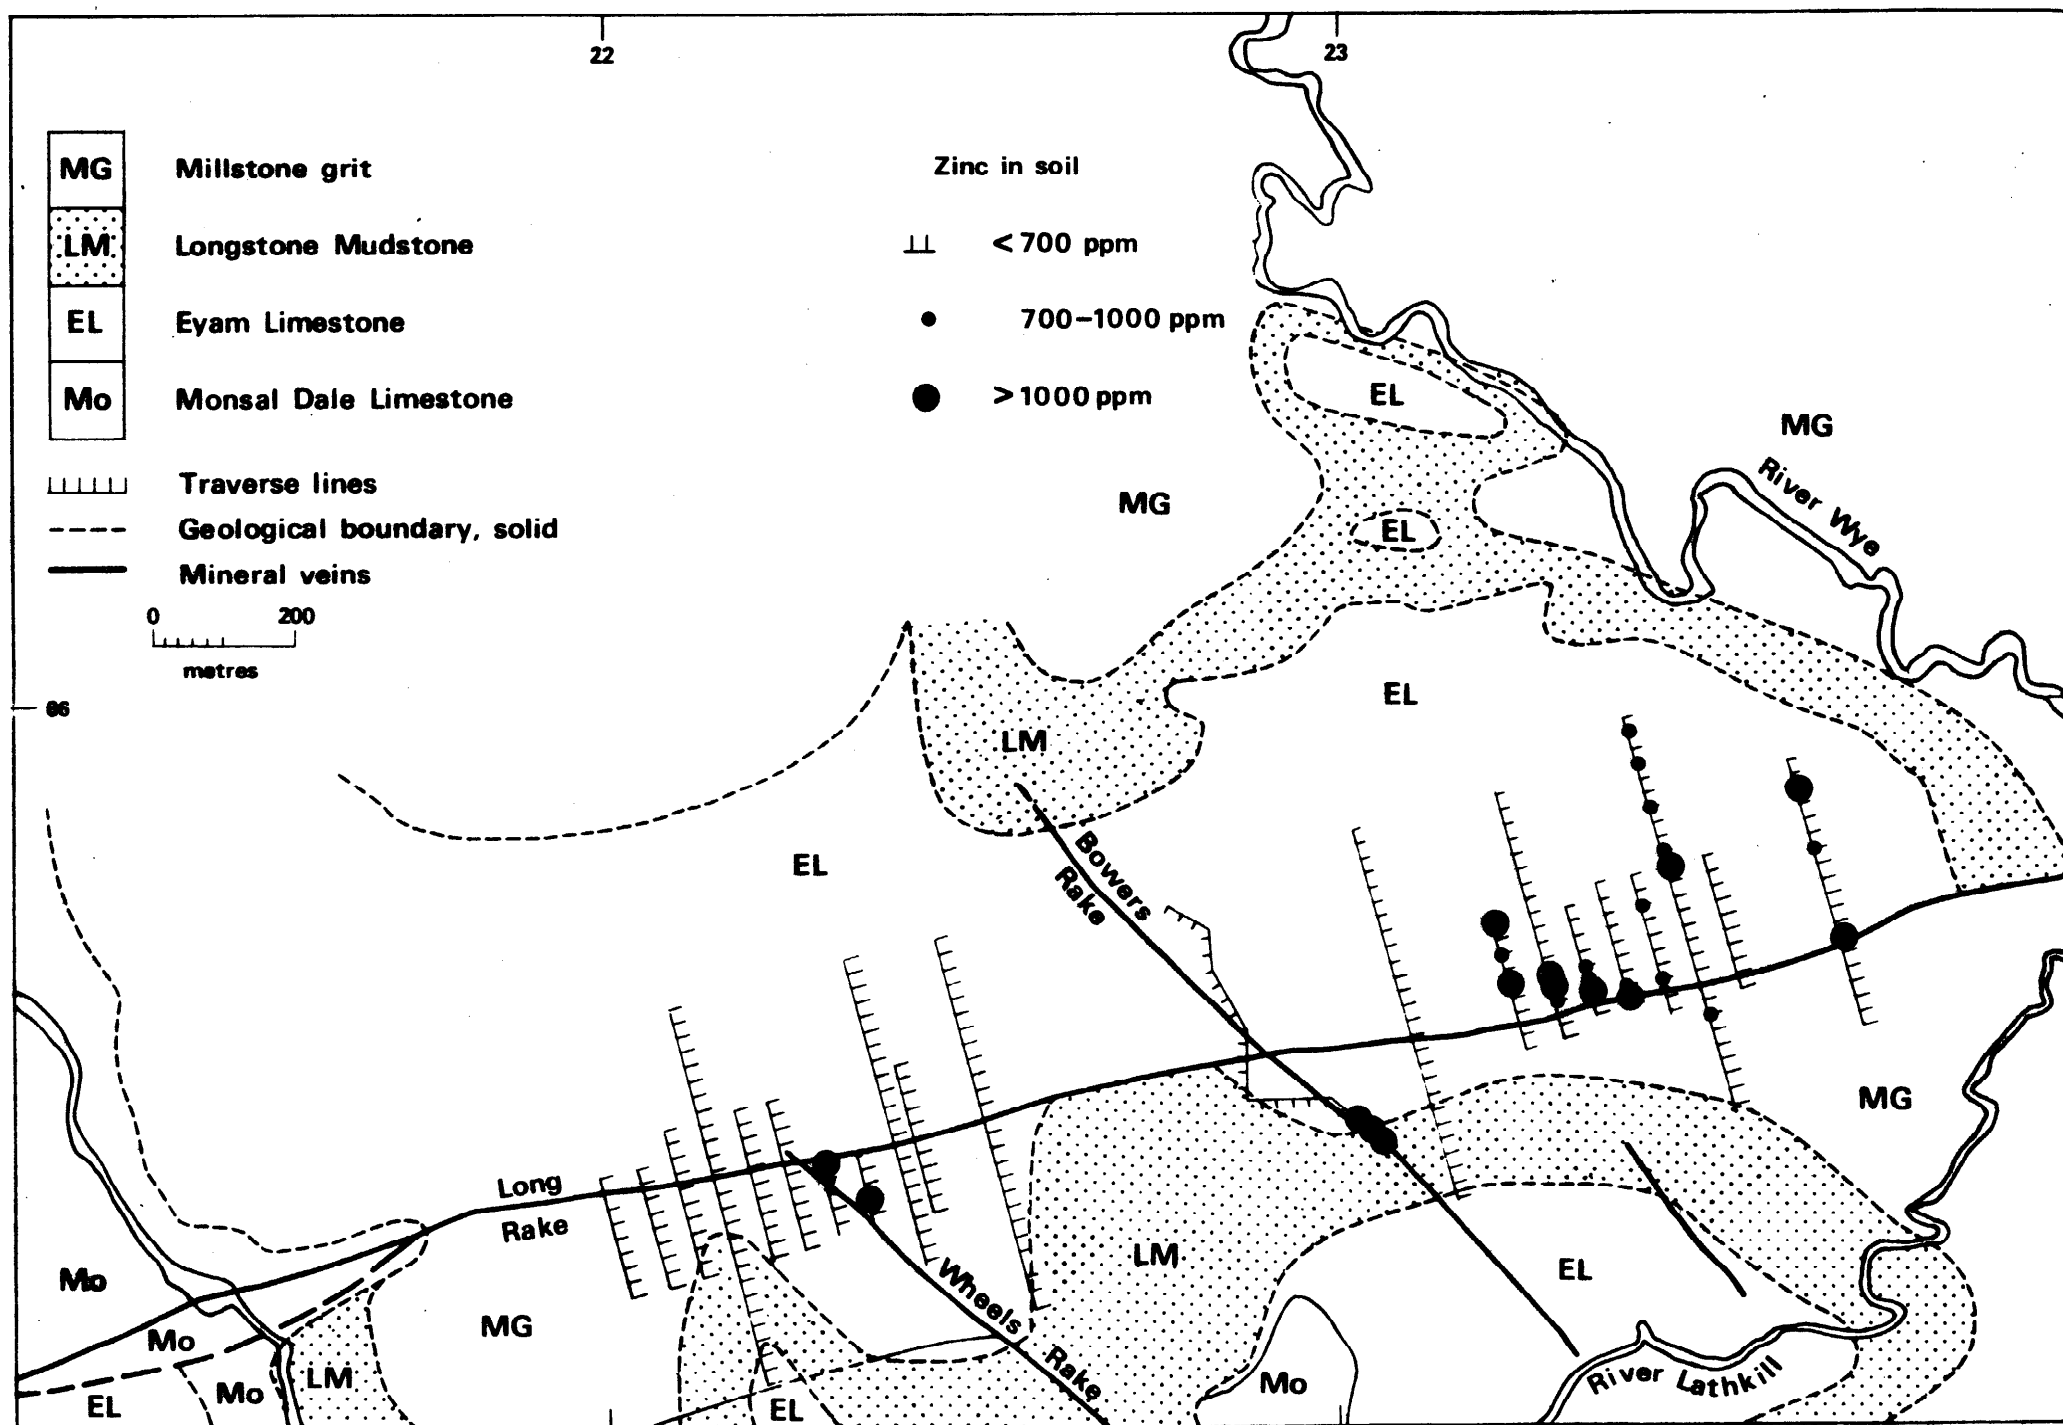 22
23
MG Millstone grit
LM Longstone Mudstone
EL Eyam Limestone
Mo Monsal Dale Limestone
Traverse lines
Geological boundary, solid
Mineral veins
0 200
metres
Zinc in soil
< 700 ppm
700-1000 ppm
> 1000 ppm
EL
MG
MG
River Wye
EL
EL
66
LM
EL
Bowers
Rake
MG
Long
Rake
Mo
LM
EL
Wheels
Rake
MG
Mo
LM
Mo
EL
EL
Mo
River Lathkill